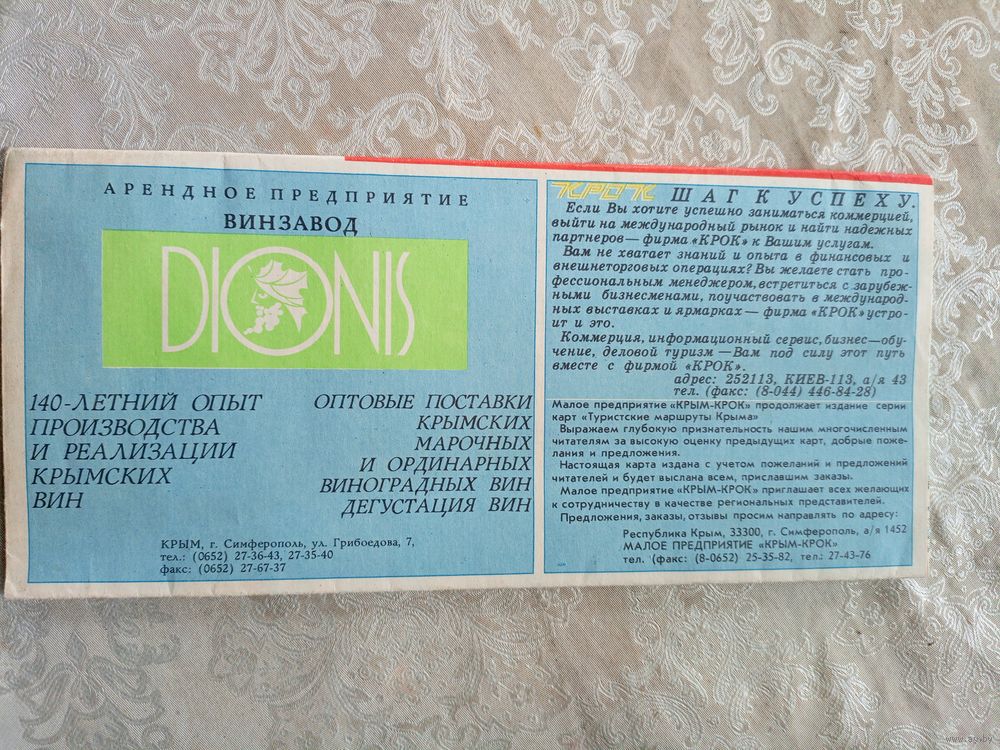 АРЕНДНОЕ ПРЕДПРИЯТИЕ
ВИНЗАВОД
DIONIS
140-ЛЕТНИЙ ОПЫТ
ПРОИЗВОДСТВА
И РЕАЛИЗАЦИИ
КРЫМСКИХ
ВИН
ОПТОВЫЕ ПОСТАВКИ
КРЫМСКИХ
МАРОЧНЫХ
И ОРДИНАРНЫХ
ВИНОГРАДНЫХ ВИН
ДЕГУСТАЦИЯ ВИН
КРЫМ, г. Симферополь, ул. Грибоедова, 7,
тел.: (0652) 27-36-43, 27-35-40
факс: (0652) 27-67-37
КРОК ШАГ К УСПЕХУ.
Если Вы хотите успешно заниматься коммерцией,
выйти на международный рынок и найти надежных
партнеров — фирма «КРОК» к Вашим услугам.
Вам не хватает знаний и опыта в финансовых и
внешнеторговых операциях? Вы желаете стать про-
фессиональным менеджером, встретиться с зарубеж-
ными бизнесменами, поучаствовать в международ-
ных выставках и ярмарках — фирма «КРОК» устро-
ит и это.
Коммерция, информационный сервис, бизнес—обу-
чение, деловой туризм —Вам под силу этот путь
вместе с фирмой «КРОК».
адрес: 252113, КИЕВ-113, а/я 43
тел. (факс: (8-044) 446-84-28)
Малое предприятие «КРЫМ-КРОК» продолжает издание серии
карт «Туристские маршруты Крыма»
Выражаем глубокую признательность нашим многочисленным
читателям за высокую оценку предыдущих карт, добрые поже-
лания и предложения.
Настоящая карта издана с учетом пожеланий и предложений
читателей и будет выслана всем, приславшим заказы.
Малое предприятие «КРЫМ-КРОК» приглашает всех желающих
к сотрудничеству в качестве региональных представителей.
Предложения, заказы, отзывы просим направлять по адресу:
Республика Крым, 33300, г. Симферополь, а/я 1452
МАЛОЕ ПРЕДПРИЯТИЕ «КРЫМ-КРОК»
тел. (факс: (8-0652) 25-35-82, тел.: 27-43-76
www.ay.by